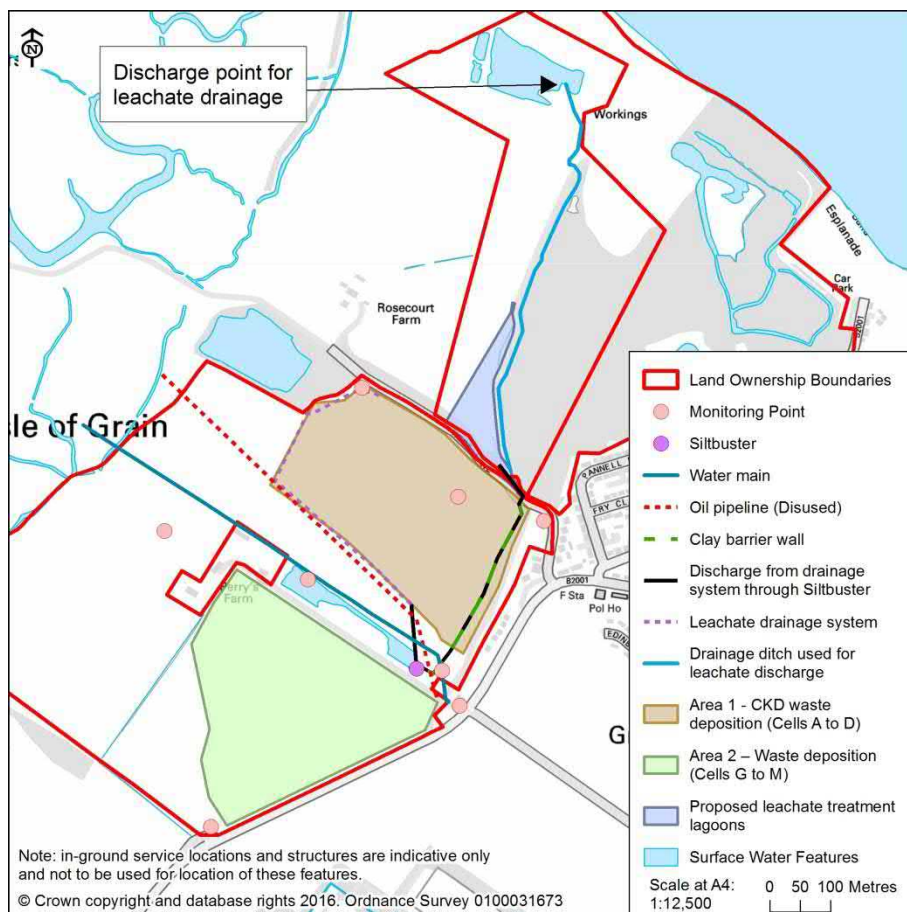 N
Discharge point for
leachate drainage
Workings
Esplanade
Car
Park
B2001
Rosecourt
Farm
Isle of Grain
Perry's
Farm
ANNELL
FRY CL
B2001
F Sta
Pol Ho
EDINB
G
Land Ownership Boundaries
Monitoring Point
Siltbuster
Water main
Oil pipeline (Disused)
Clay barrier wall
Discharge from drainage
system through Siltbuster
Leachate drainage system
Drainage ditch used for
leachate discharge
Area 1 - CKD waste
deposition (Cells A to D)
Area 2 – Waste deposition
(Cells G to M)
Proposed leachate treatment
lagoons
Surface Water Features
Scale at A4:
1:12,500
0 50 100 Metres
Note: in-ground service locations and structures are indicative only
and not to be used for location of these features.
© Crown copyright and database rights 2016. Ordnance Survey 0100031673